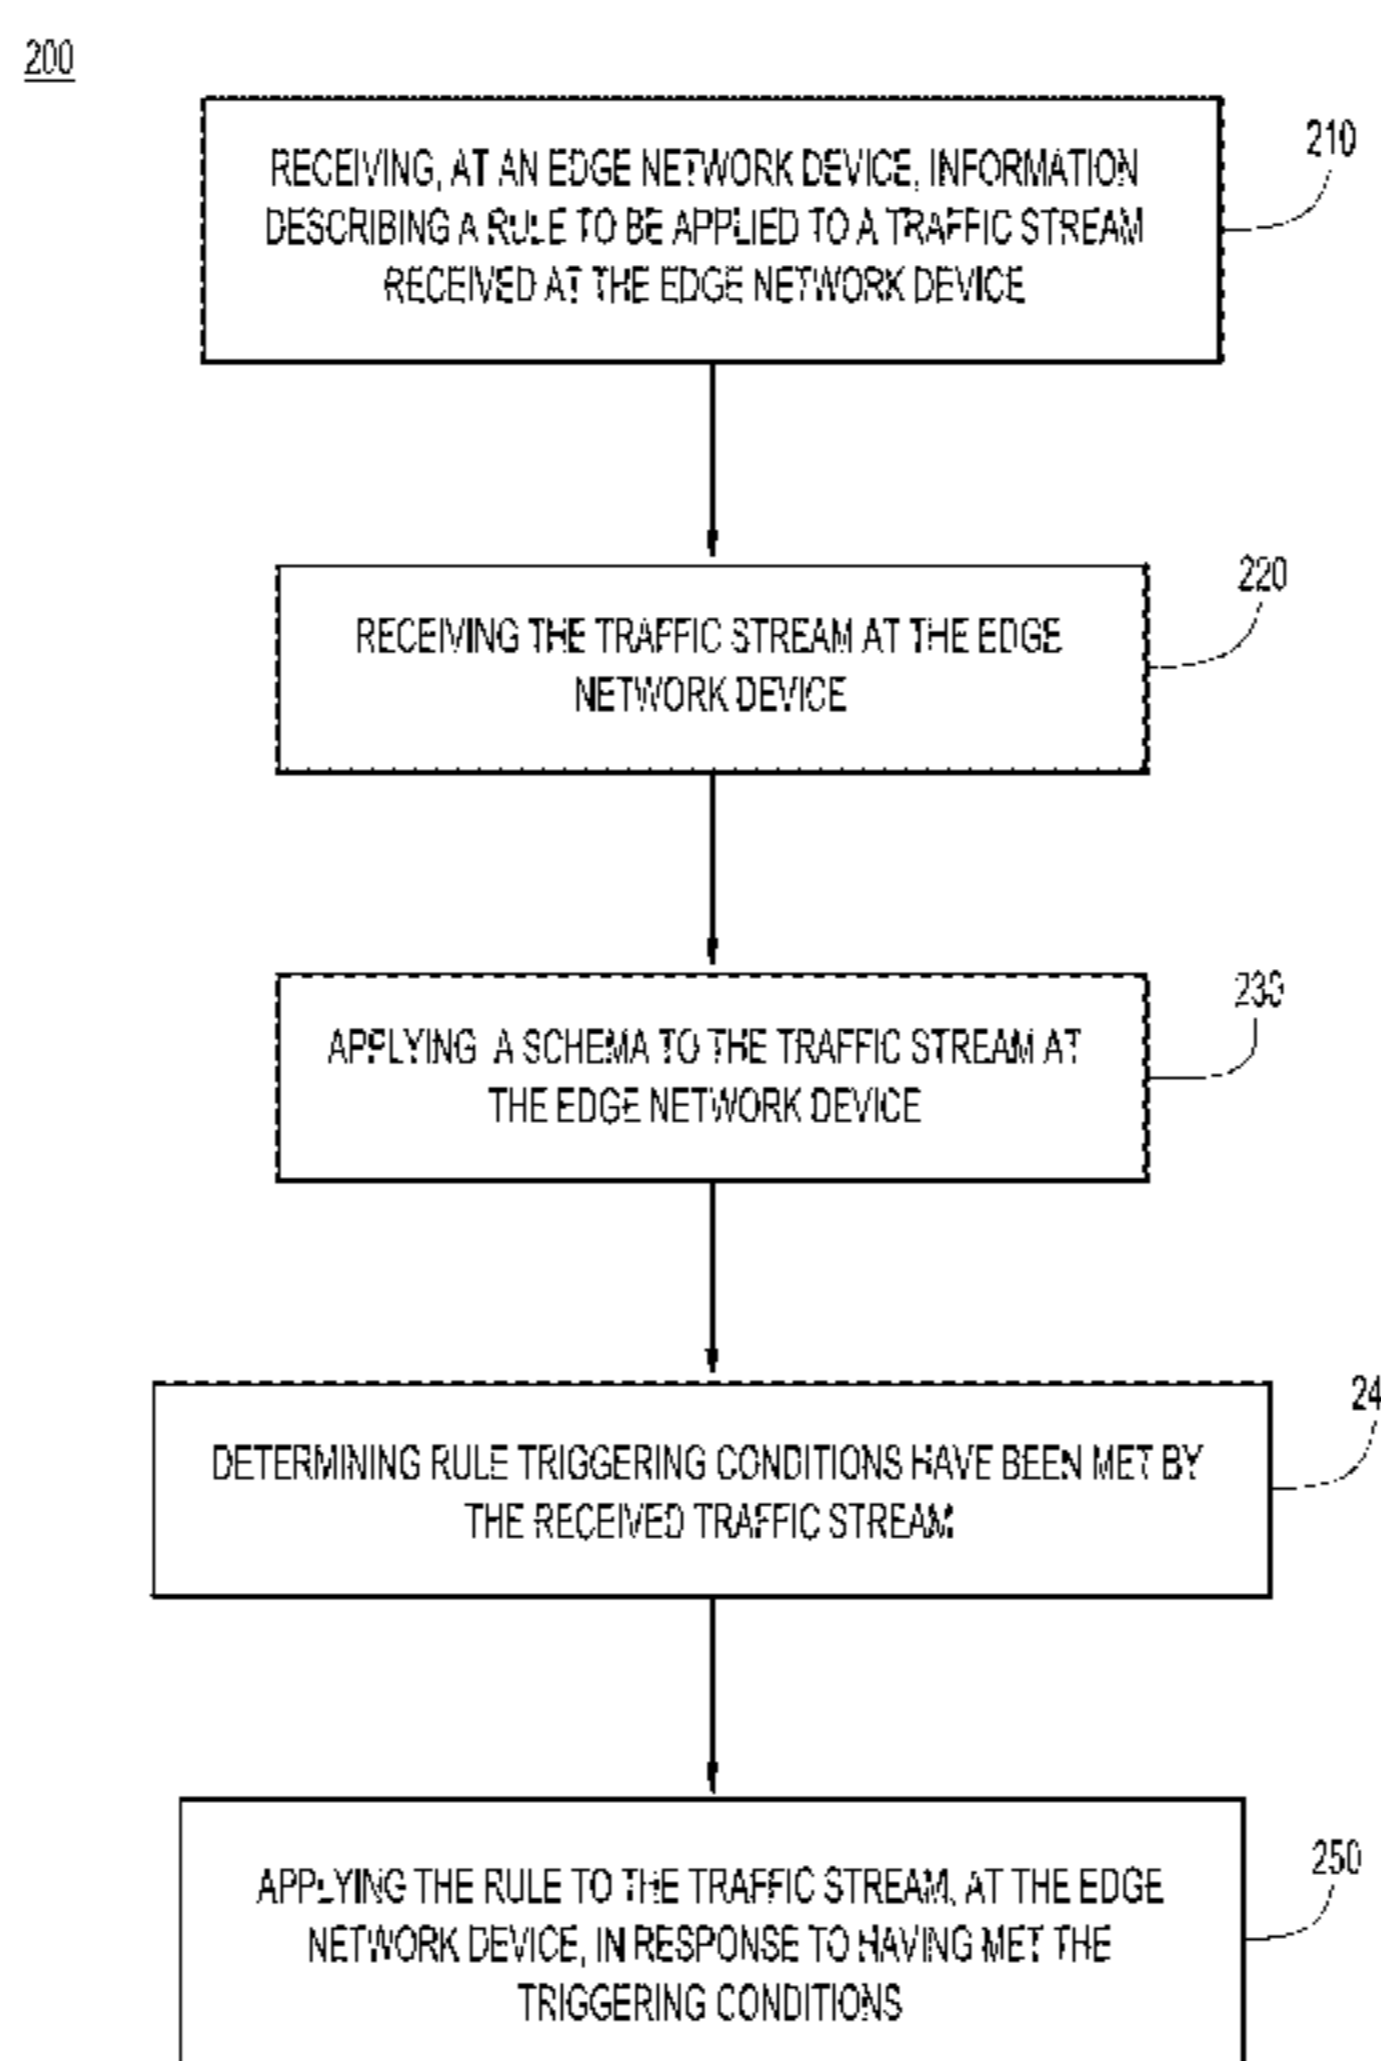 200
RECEIVING, AT AN EDGE NETWORK DEVICE, INFORMATION
DESCRIBING A RULE TO BE APPLIED TO A TRAFFIC STREAM
RECEIVED AT THE EDGE NETWORK DEVICE
210
RECEIVING THE TRAFFIC STREAM AT THE EDGE
NETWORK DEVICE
220
APPLYING A SCHEMA TO THE TRAFFIC STREAM AT
THE EDGE NETWORK DEVICE
230
DETERMINING RULE TRIGGERING CONDITIONS HAVE BEEN MET BY
THE RECEIVED TRAFFIC STREAM
24
APPLYING THE RULE TO THE TRAFFIC STREAM, AT THE EDGE
NETWORK DEVICE, IN RESPONSE TO HAVING MET THE
TRIGGERING CONDITIONS
250